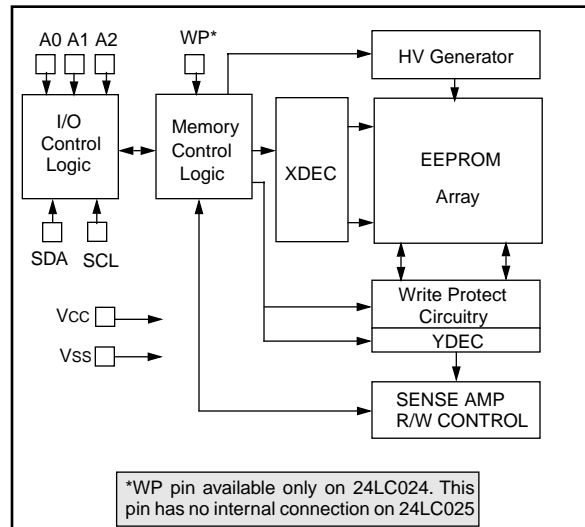 A0 A1 A2
WP*
HV Generator
I/O
Control
Logic
Memory
Control
Logic
XDEC
EEPROM
Array
SDA
SCL
Write Protect
Circuitry
YDEC
VCC
VSS
SENSE AMP
R/W CONTROL
*WP pin available only on 24LC024. This
pin has no internal connection on 24LC025